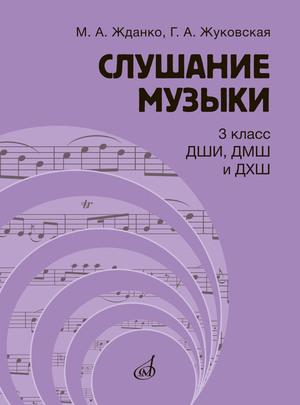 М. А. Жданко, Г. А. Жуковская
СЛУШАНИЕ
МУЗЫКИ
3 класс
ДШИ, ДМШ
и ДХШ